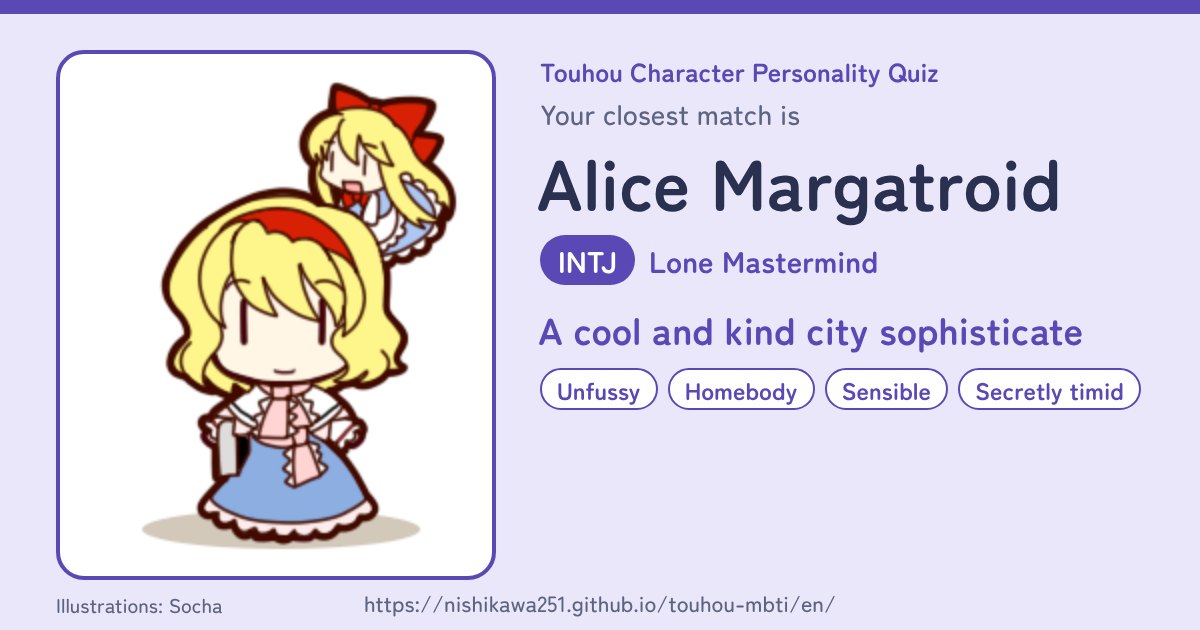 Touhou Character Personality Quiz
Your closest match is
Alice Margatroid
INTJ Lone Mastermind
A cool and kind city sophisticate
Unfussy Homebody Sensible Secretly timid
Illustrations: Socha https://nishikawa251.github.io/touhou-mbti/en/